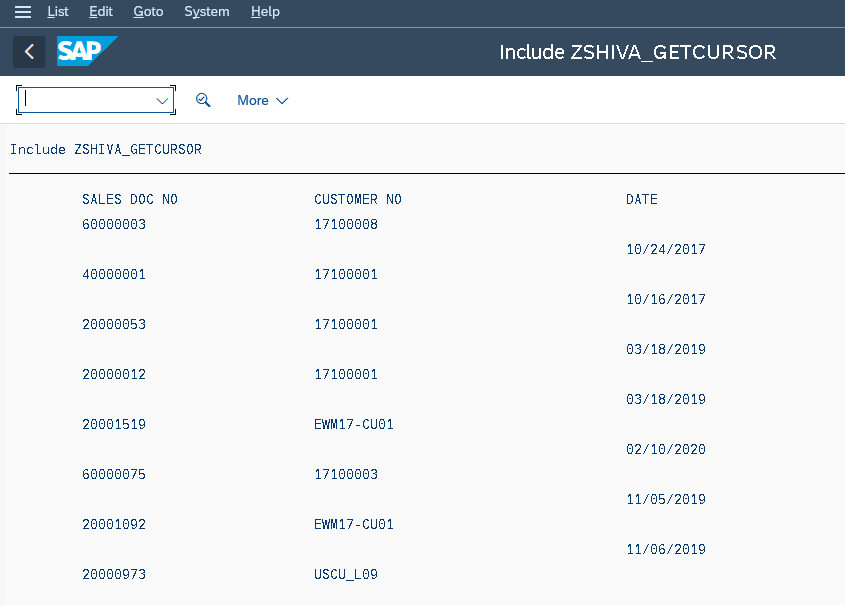 List Edit Goto System Help
SAP Include ZSHIVA_GETCURSOR
More
Include ZSHIVA_GETCURSOR
SALES DOC NO CUSTOMER NO DATE
60000003 17100008
10/24/2017
40000001 17100001
10/16/2017
20000053 17100001
03/18/2019
20000012 17100001
03/18/2019
20001519 EWM17-CU01
02/10/2020
60000075 17100003
11/05/2019
20001092 EWM17-CU01
11/06/2019
20000973 USCU_L09